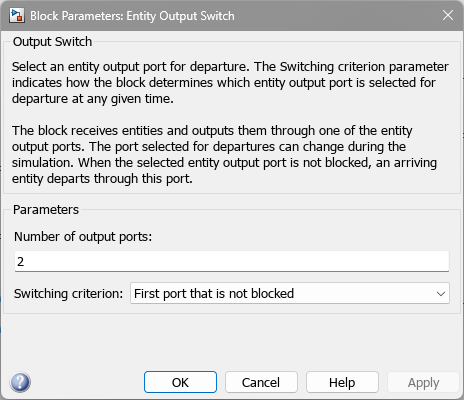 Block Parameters: Entity Output Switch
Output Switch
Select an entity output port for departure. The Switching criterion parameter
indicates how the block determines which entity output port is selected for
departure at any given time.
The block receives entities and outputs them through one of the entity
output ports. The port selected for departures can change during the
simulation. When the selected entity output port is not blocked, an arriving
entity departs through this port.
Parameters
Number of output ports:
2
Switching criterion: First port that is not blocked
OK Cancel Help Apply